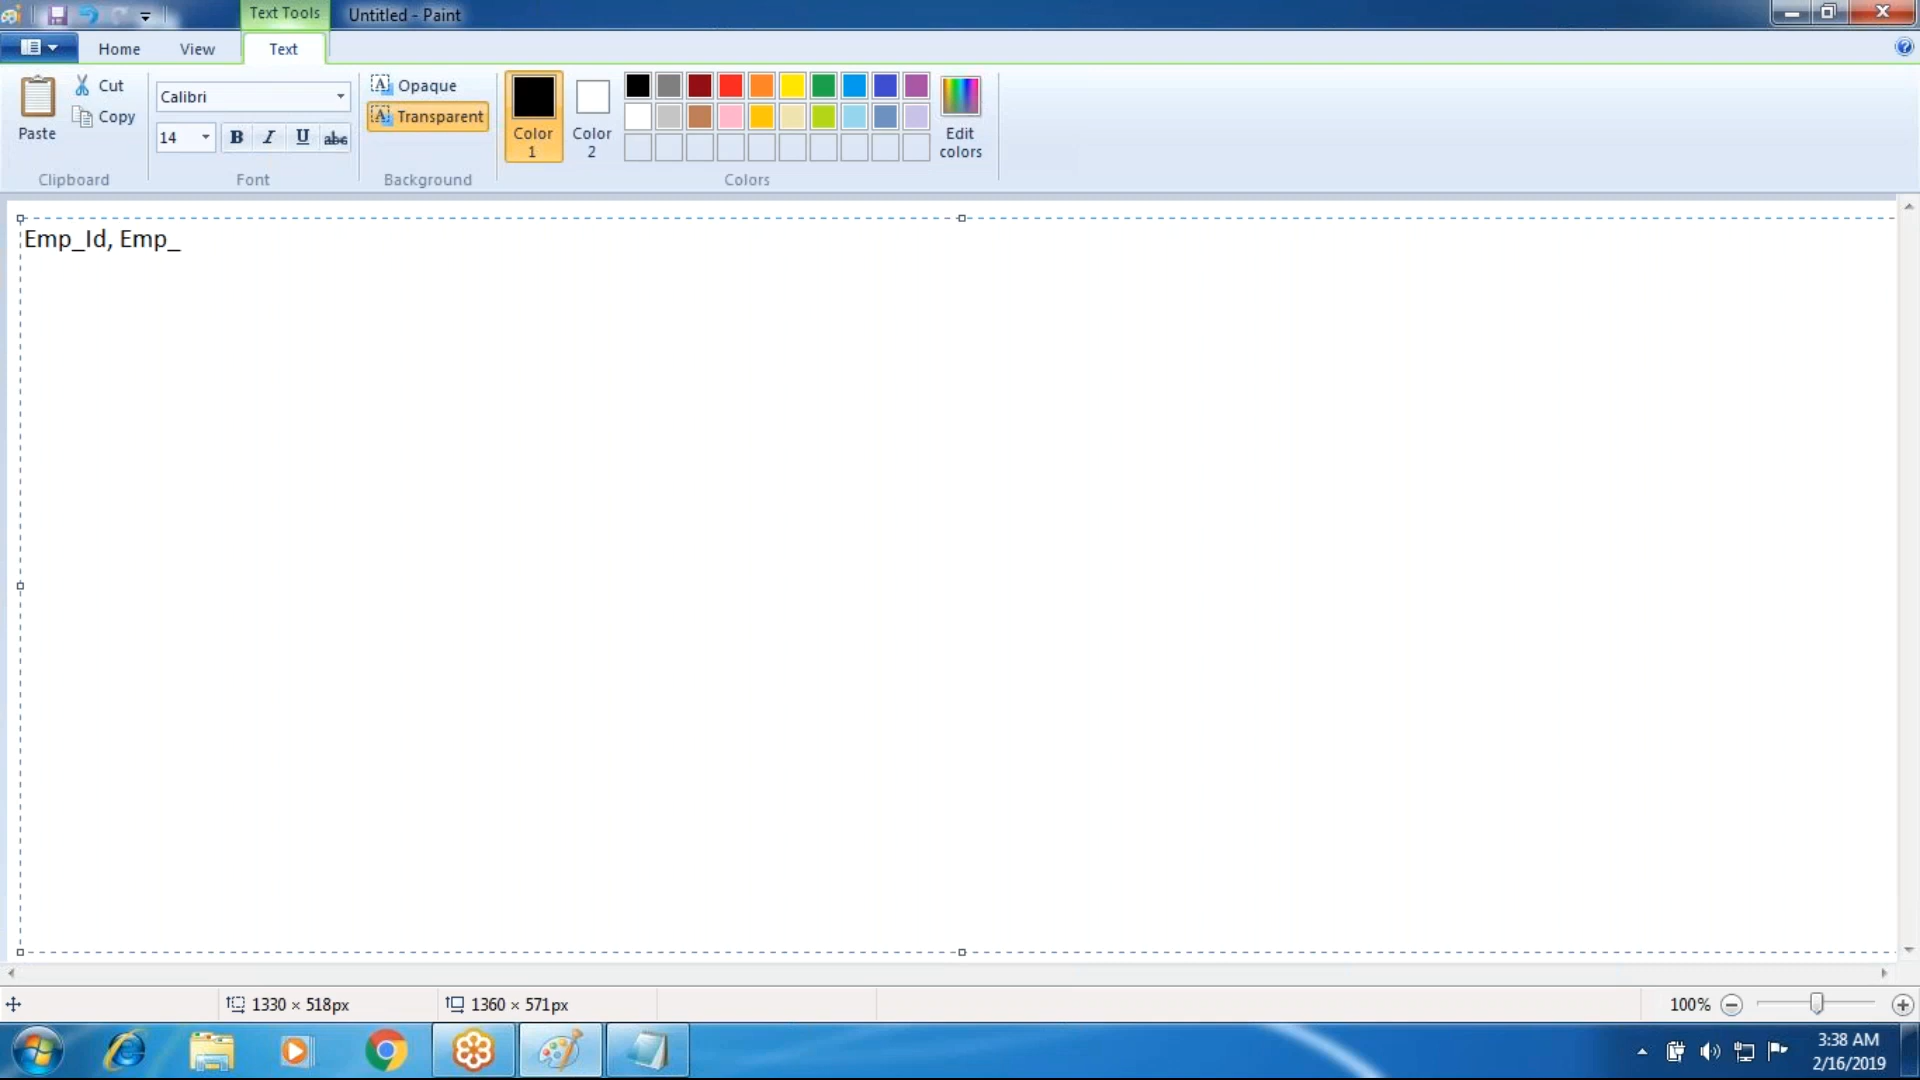 Text Tools
Untitled - Paint
Home View Text
Paste
Cut
Copy
Clipboard
Calibri
14 B I U abc
Font
Opaque
Transparent
Background
Color
1
Color
2
Edit
colors
Colors
Emp_Id, Emp_
1330 × 518px
1360 × 571px
100%
3:38 AM
2/16/2019